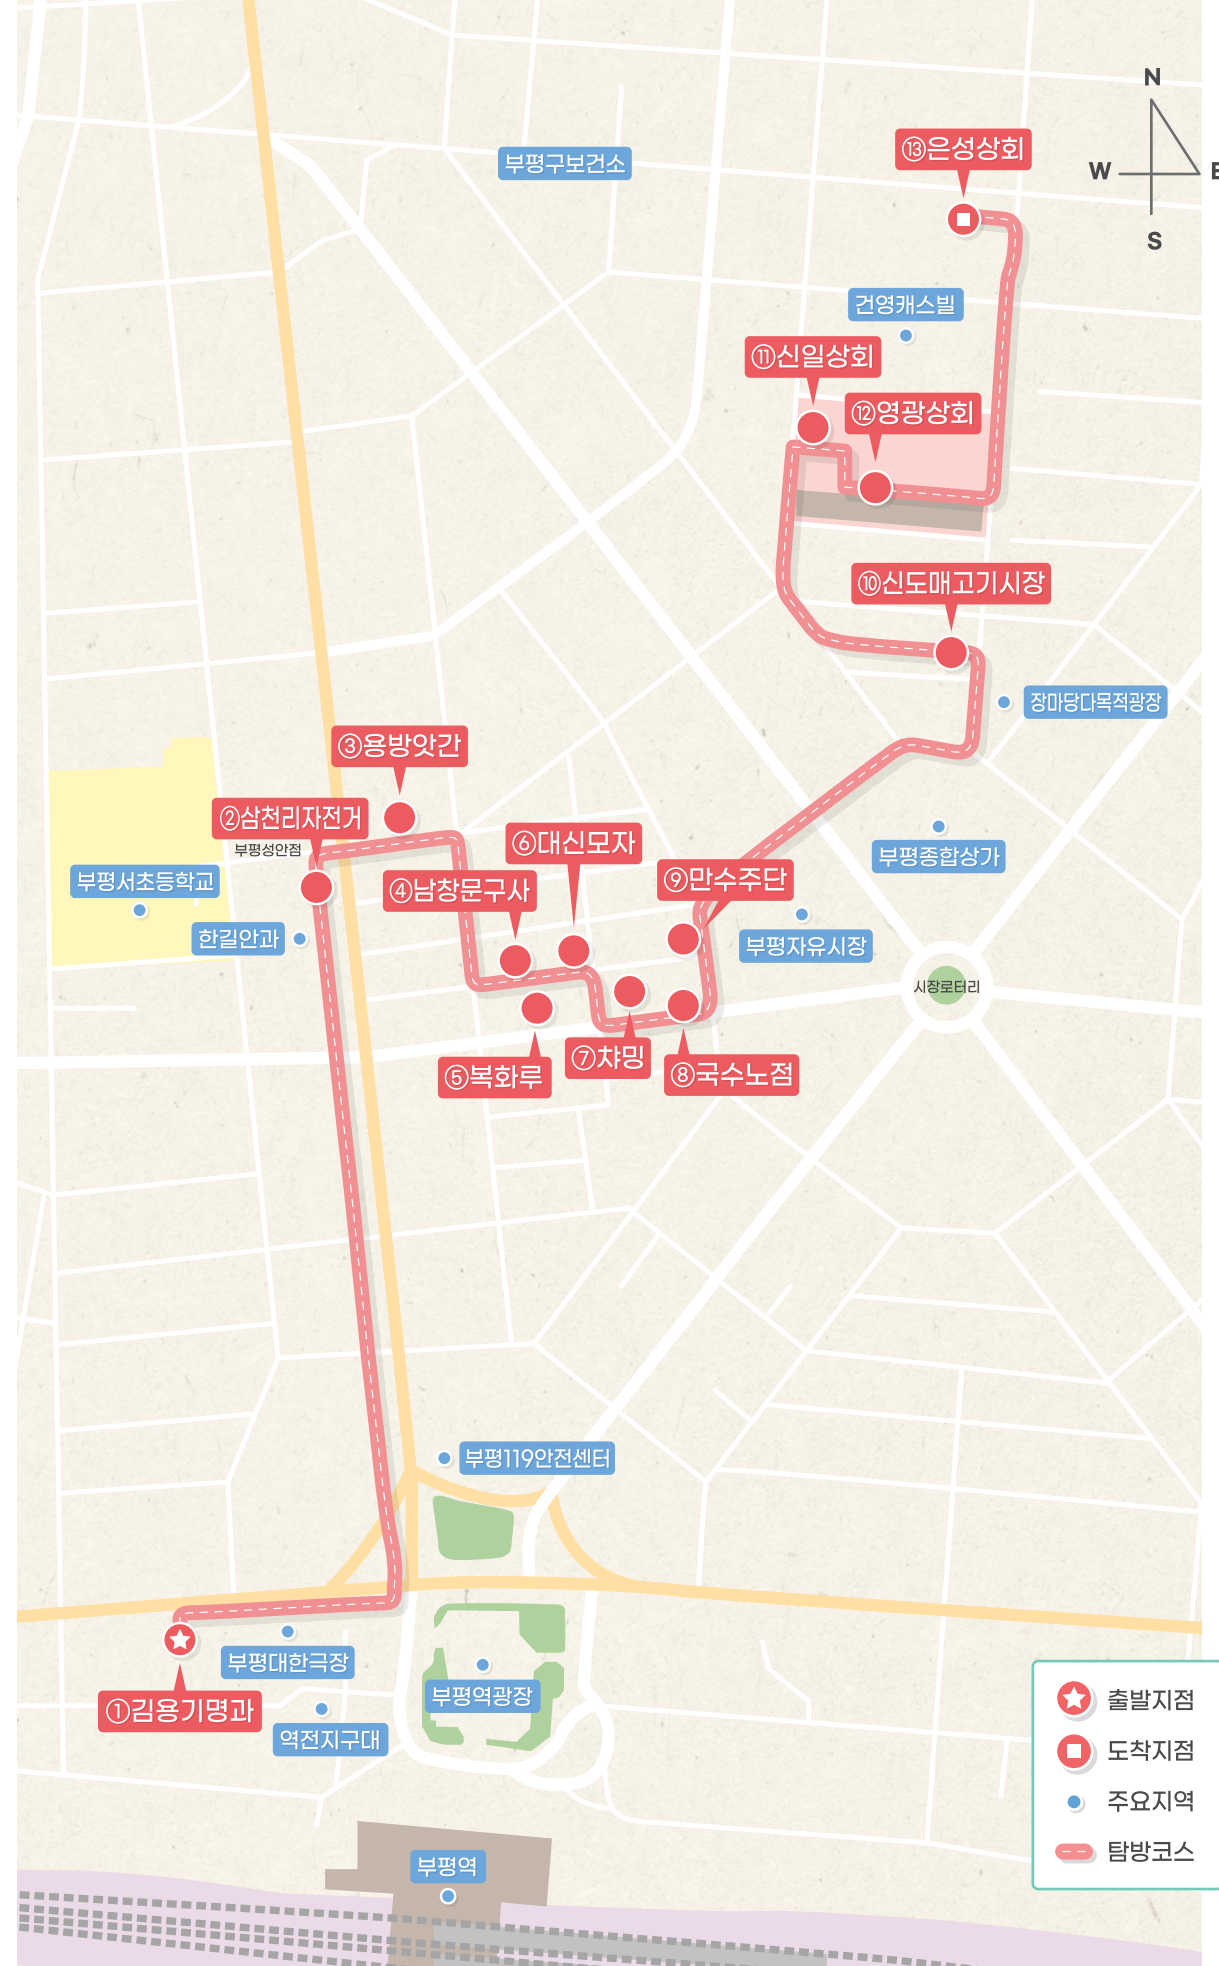 N
W
E
S
⑬은성상회
부평구보건소
건영캐스빌
⑪신일상회
⑫영광상회
⑩신도매고기시장
장마당다목적광장
③용방앗간
②삼천리자전거
부평성안점
⑥대신모자
부평종합상가
④남창문구사
⑨만수주단
부평서초등학교
한길안과
부평자유시장
시장로터리
⑦챠밍
⑤복화루
⑧국수노점
부평119안전센터
부평대한극장
부평역광장
①김용기명과
역전지구대
부평역
출발지점
도착지점
주요지역
탐방코스